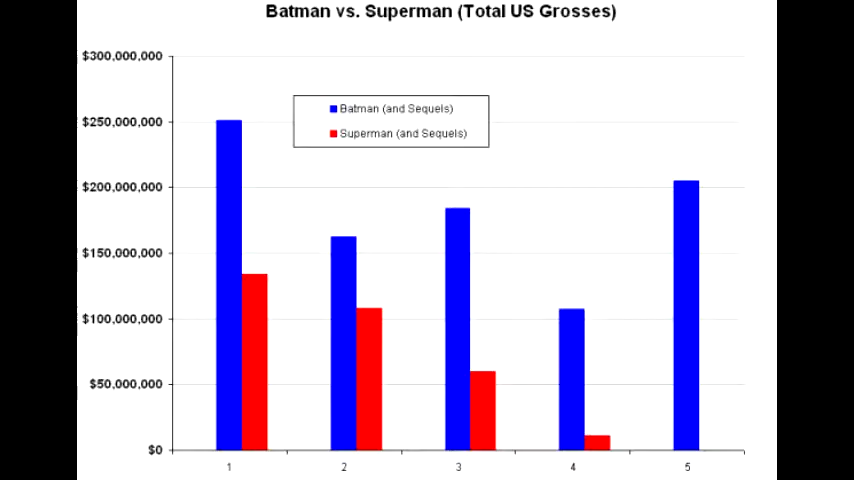 Batman vs. Superman (Total US Grosses)
$300,000,000
Batman (and Sequels)
$250,000,000
Superman (and Sequels)
$200,000,000
$150,000,000
$100,000,000
$50,000,000
$0
1 2 3 4 5